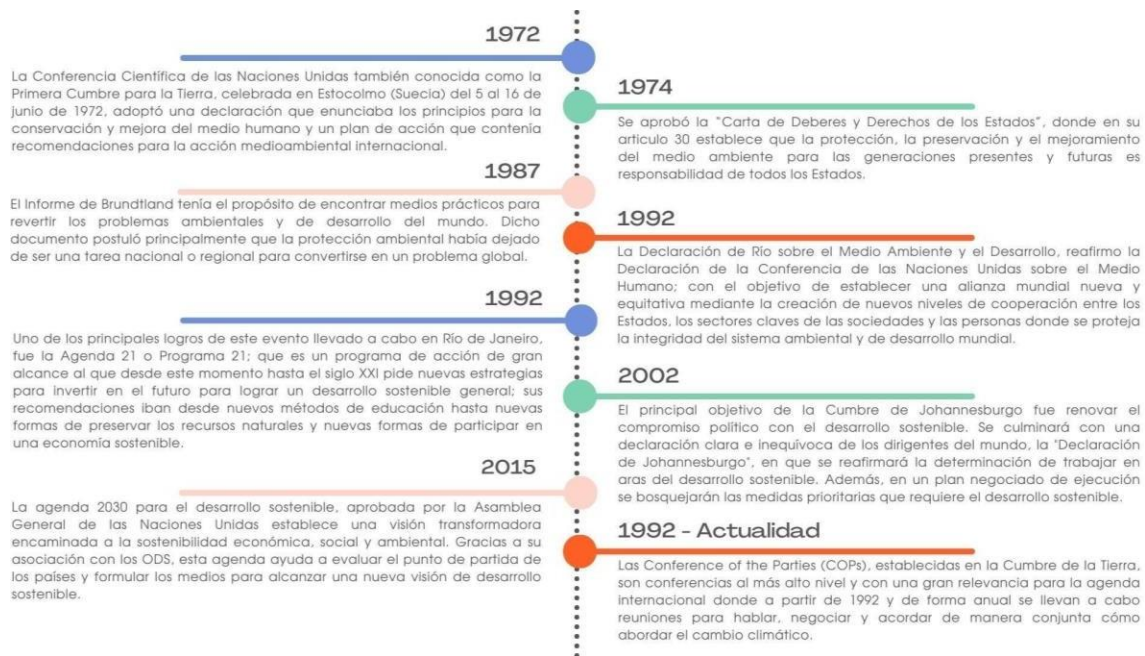 1972
La Conferencia Científica de las Naciones Unidas también conocida como la
Primera Cumbre para la Tierra, celebrada en Estocolmo (Suecia) del 5 al 16 de
junio de 1972, adoptó una declaración que enunciaba los principios para la
conservación y mejora del medio humano y un plan de acción que contenía
recomendaciones para la acción medioambiental internacional.
1974
Se aprobó la "Carta de Deberes y Derechos de los Estados", donde en su
articulo 30 establece que la protección, la preservación y el mejoramiento
del medio ambiente para las generaciones presentes y futuras es
responsabilidad de todos los Estados.
1987
El Informe de Brundtland tenía el propósito de encontrar medios prácticos para
revertir los problemas ambientales y de desarrollo del mundo. Dicho
documento postuló principalmente que la protección ambiental había dejado
de ser una tarea nacional o regional para convertirse en un problema global.
1992
La Declaración de Río sobre el Medio Ambiente y el Desarrollo, reafirmo la
Declaración de la Conferencia de las Naciones Unidas sobre el Medio
Humano; con el objetivo de establecer una alianza mundial nueva y
equitativa mediante la creación de nuevos niveles de cooperación entre los
Estados, los sectores claves de las sociedades y las personas donde se proteja
la integridad del sistema ambiental y de desarrollo mundial.
1992
Uno de los principales logros de este evento llevado a cabo en Río de Janeiro,
fue la Agenda 21 o Programa 21; que es un programa de acción de gran
alcance al que desde este momento hasta el siglo XXI pide nuevas estrategias
para invertir en el futuro para lograr un desarrollo sostenible general; sus
recomendaciones iban desde nuevos métodos de educación hasta nuevas
formas de preservar los recursos naturales y nuevas formas de participar en
una economía sostenible.
2002
El principal objetivo de la Cumbre de Johannesburgo fue renovar el
compromiso político con el desarrollo sostenible. Se culminará con una
declaración clara e inequívoca de los dirigentes del mundo, la "Declaración
de Johannesburgo", en que se reafirmará la determinación de trabajar en
aras del desarrollo sostenible. Además, en un plan negociado de ejecución
se bosquejarán las medidas prioritarias que requiere el desarrollo sostenible.
2015
La agenda 2030 para el desarrollo sostenible, aprobada por la Asamblea
General de las Naciones Unidas establece una visión transformadora
encaminada a la sostenibilidad económica, social y ambiental. Gracias a su
asociación con los ODS, esta agenda ayuda a evaluar el punto de partida de
los países y formular los medios para alcanzar una nueva visión de desarrollo
sostenible.
1992 - Actualidad
Las Conference of the Parties (COPs), establecidas en la Cumbre de la Tierra,
son conferencias al más alto nivel y con una gran relevancia para la agenda
internacional donde a partir de 1992 y de forma anual se llevan a cabo
reuniones para hablar, negociar y acordar de manera conjunta cómo
abordar el cambio climático.